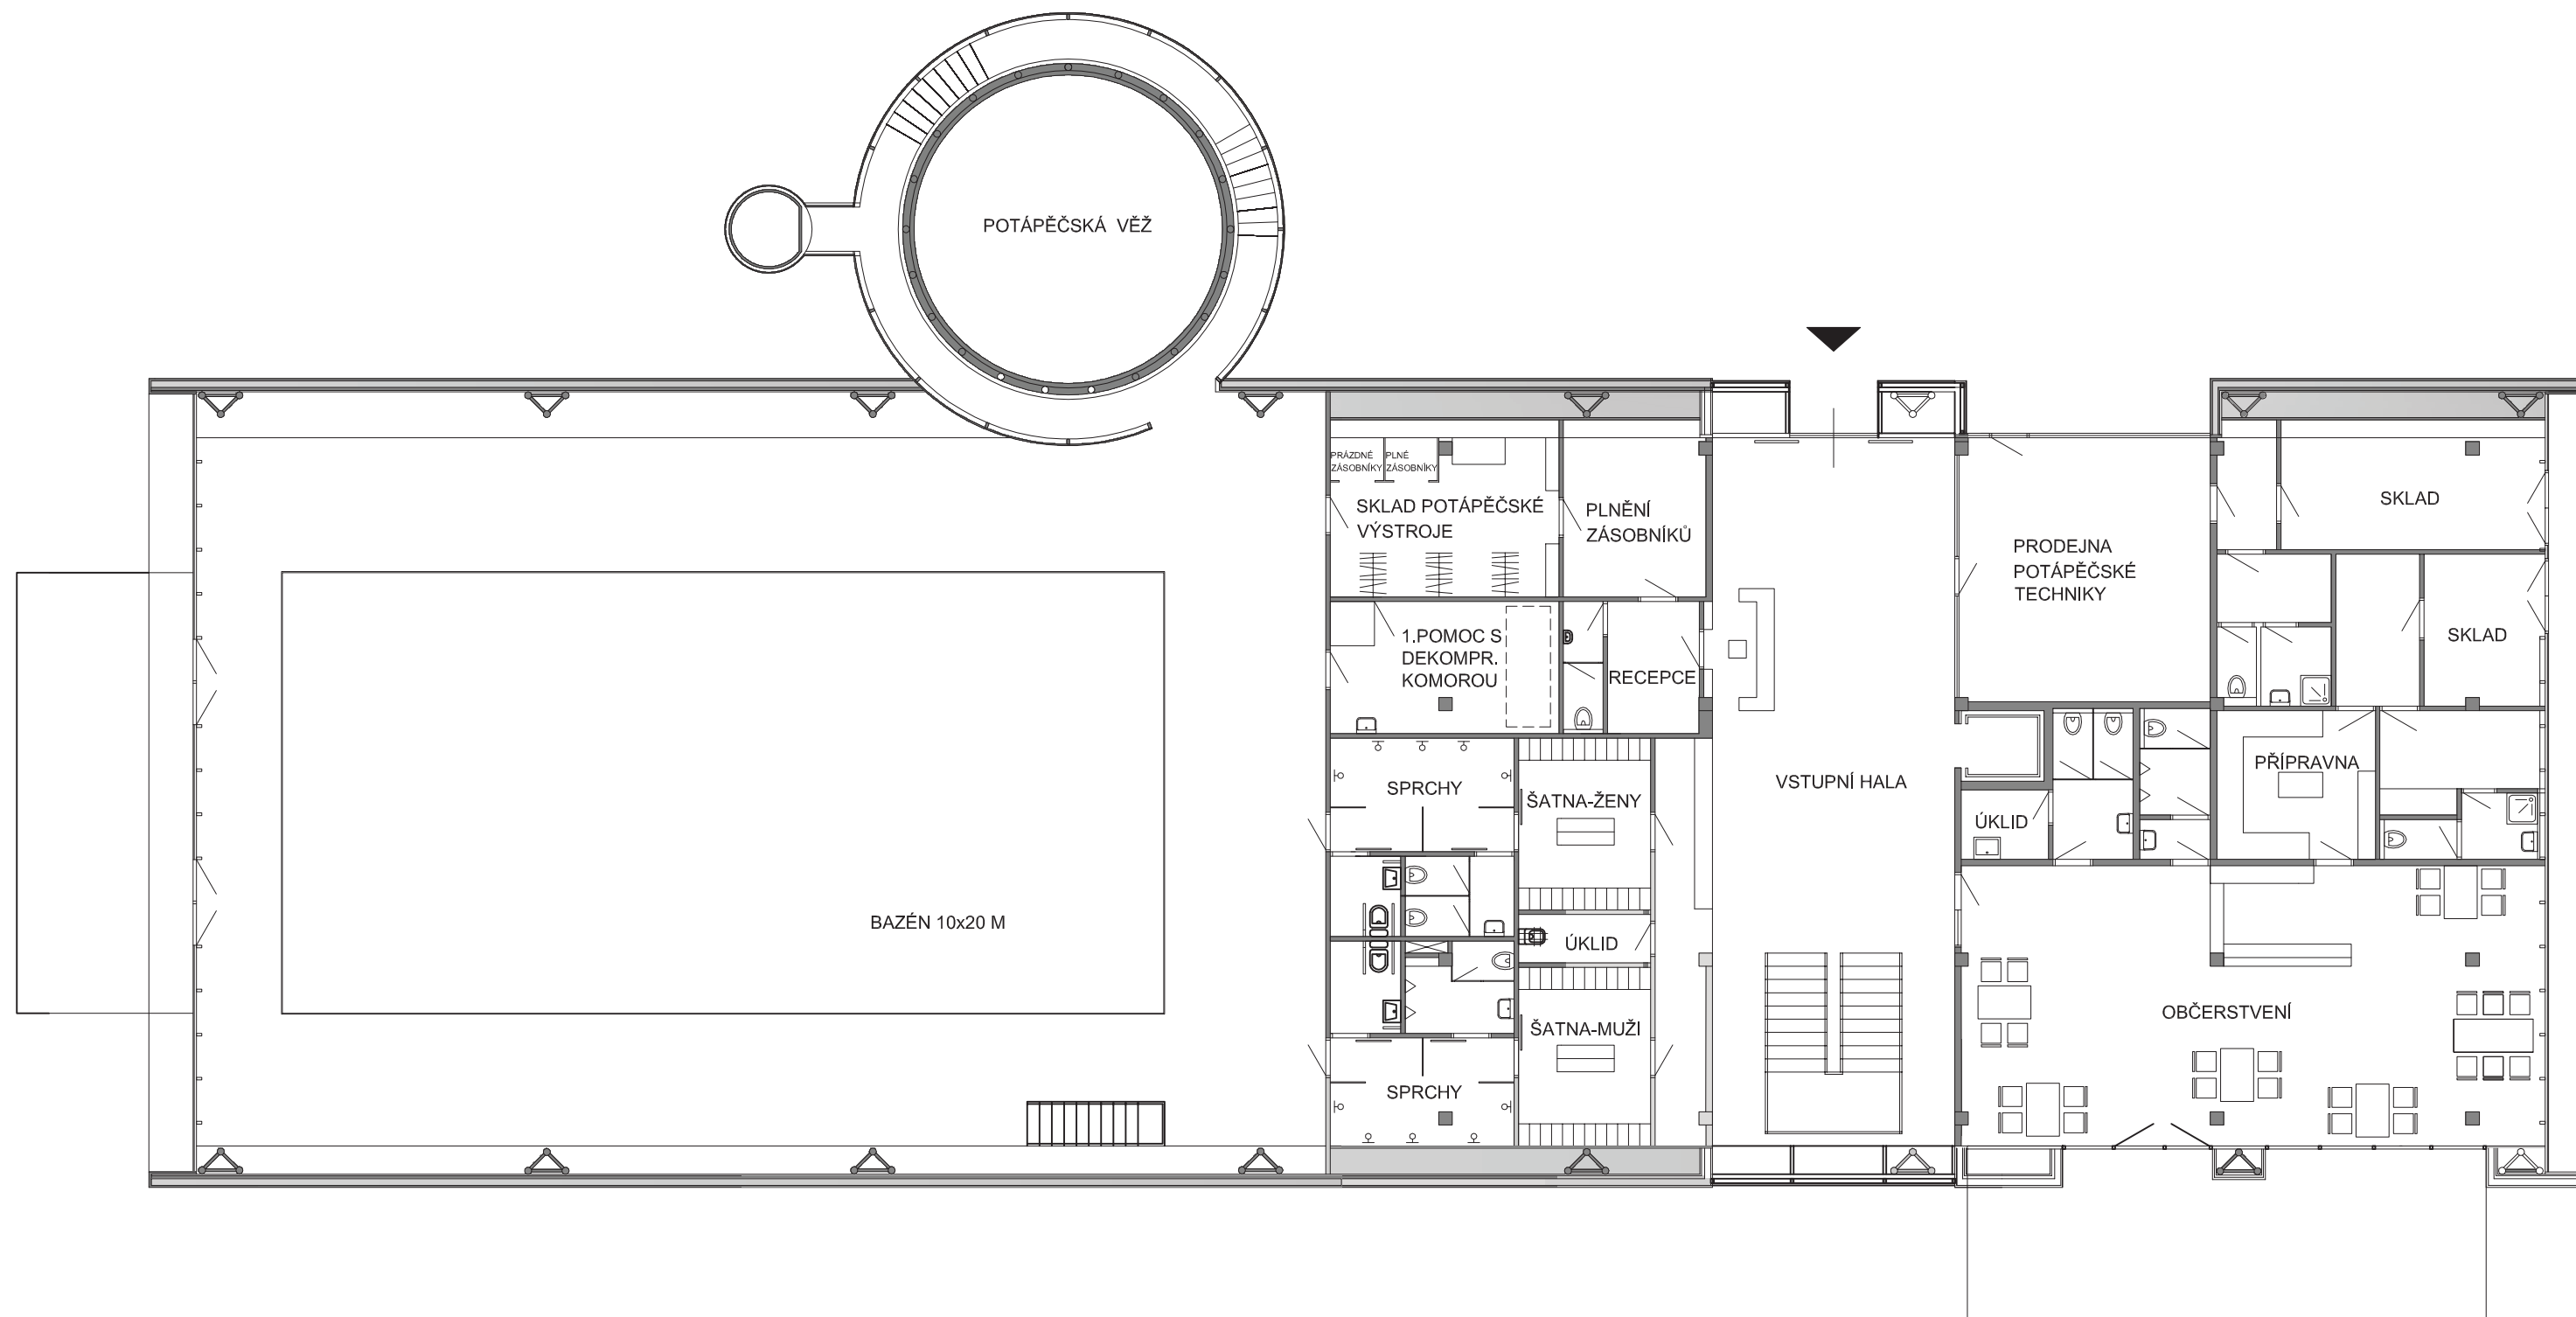 POTÁPĚČSKÁ VĚŽ
PRÁZDNÉ
ZÁSOBNÍKY
PLNÉ
ZÁSOBNÍKY
SKLAD POTÁPĚČSKÉ
VÝSTROJE
PLNĚNÍ
ZÁSOBNÍKŮ
PRODEJNA
POTÁPĚČSKÉ
TECHNIKY
SKLAD
SKLAD
1.POMOC S
DEKOMPR.
KOMOROU
RECEPCE
SPRCHY
ŠATNA-ŽENY
VSTUPNÍ HALA
PŘÍPRAVNA
ÚKLID
BAZÉN 10x20 M
ÚKLID
OBČERSTVENÍ
ŠATNA-MUŽI
SPRCHY